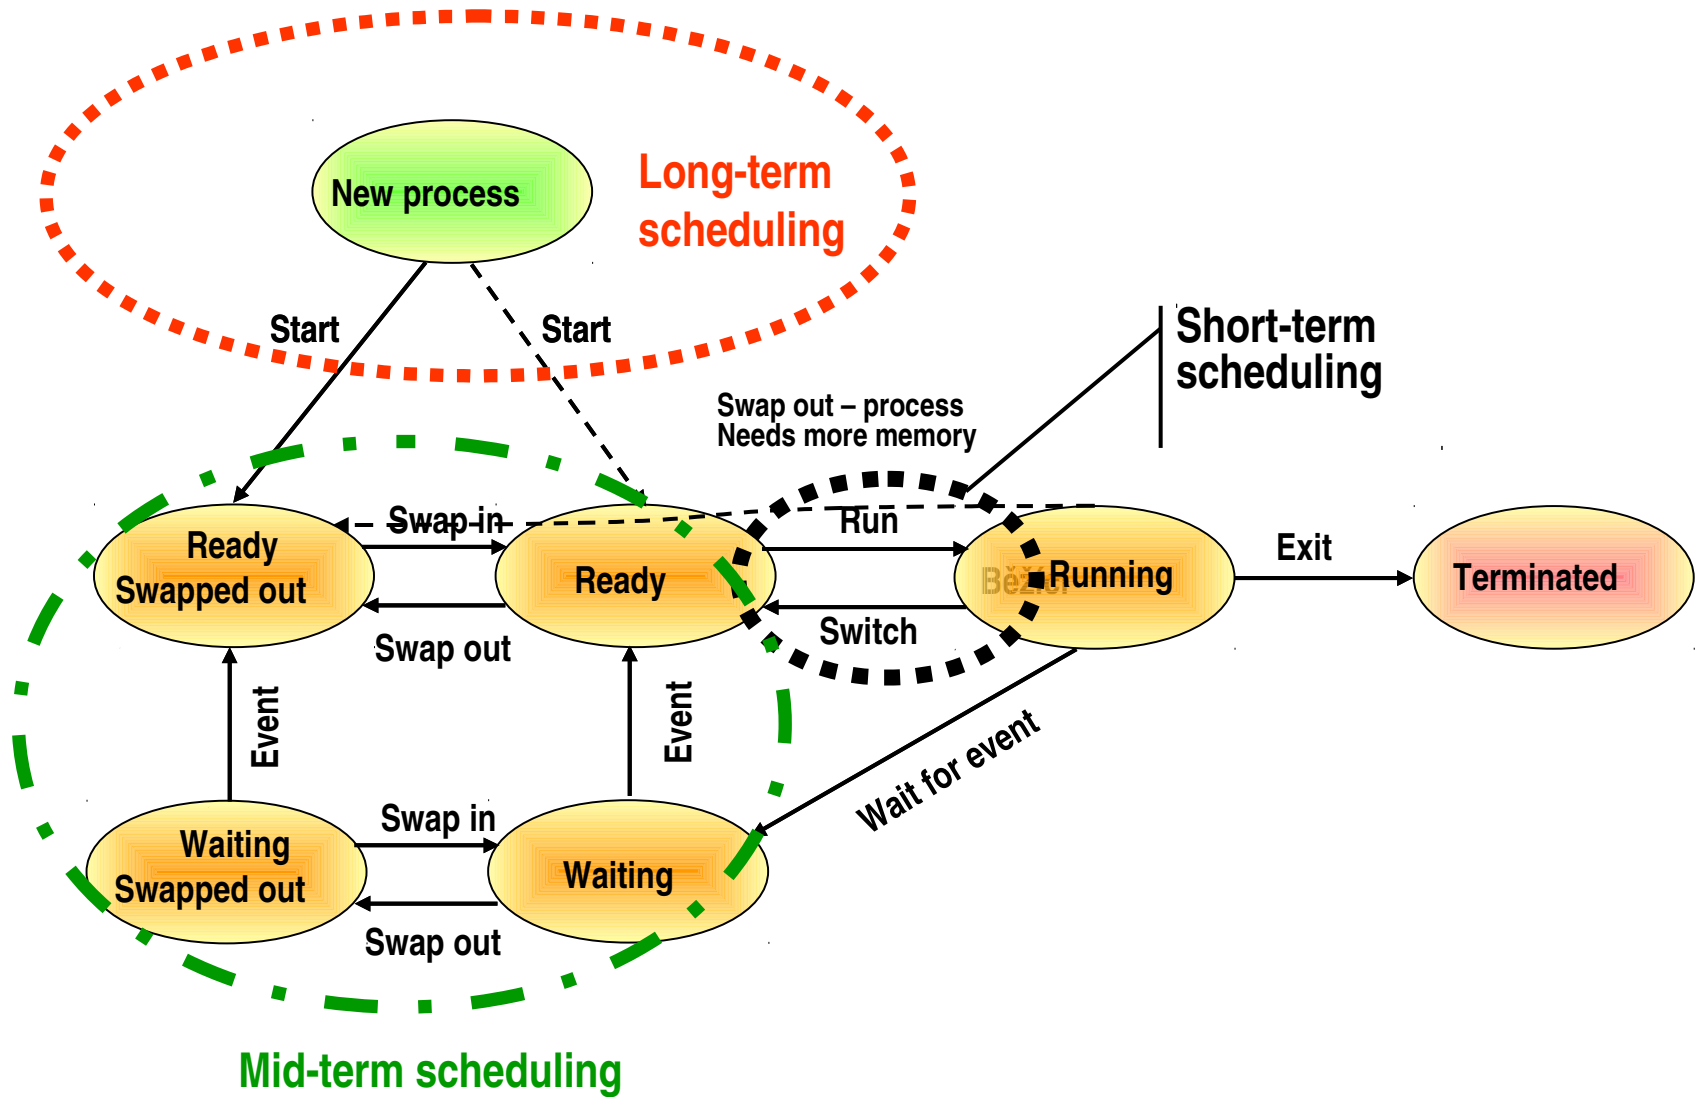 New process
Long-term
scheduling
Start
Start
Short-term
scheduling
Swap out – process
Needs more memory
Swap in
Run
Ready
Swapped out
Ready
Běžící
Running
Exit
Terminated
Swap out
Switch
Event
Event
Wait for event
Swap in
Waiting
Swapped out
Waiting
Swap out
Mid-term scheduling